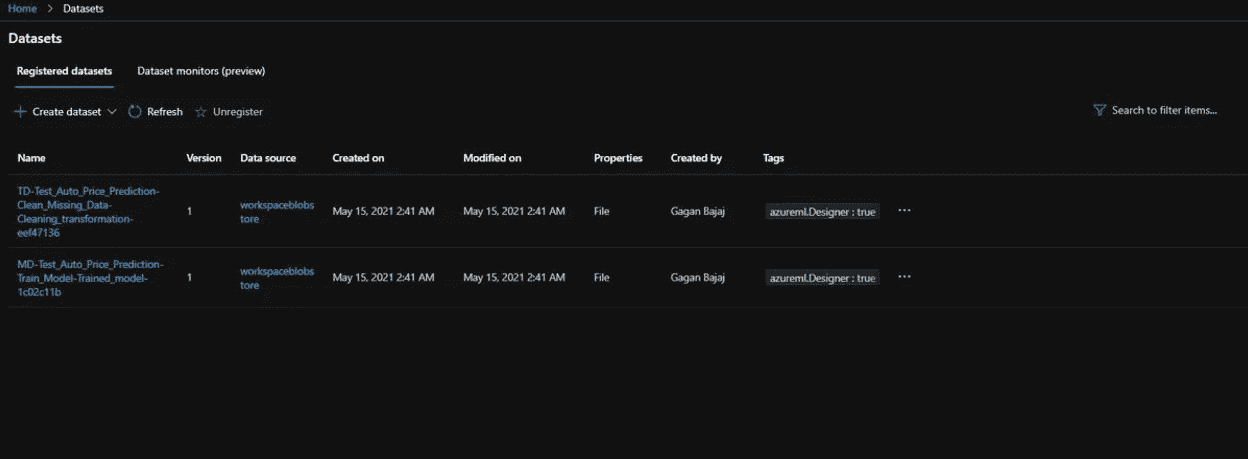 Home > Datasets
Datasets
Registered datasets Dataset monitors (preview)
Create dataset Refresh Unregister Search to filter items...
Name Version Data source Created on Modified on Properties Created by Tags
TD-Test_Auto_Price_Prediction-
Clean_Missing_Data-
Cleaning_transformation-
eef47136
1
workspaceblobs
tore
May 15, 2021 2:41 AM May 15, 2021 2:41 AM File Gagan Bajaj azureml.Designer : true ...
MD-Test_Auto_Price_Prediction-
Train_Model-Trained_model-
1c02c11b
1
workspaceblobs
tore
May 15, 2021 2:41 AM May 15, 2021 2:41 AM File Gagan Bajaj azureml.Designer : true ...